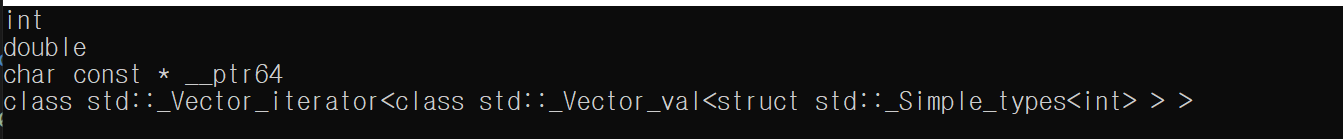 int
double
char const * __ptr64
class std::_Vector_iterator<class std::_Vector_val<struct std::_Simple_types<int> > >